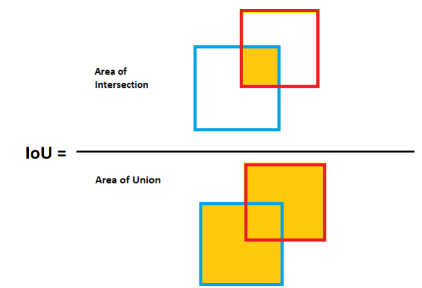 Area of
Intersection
IoU =
Area of Union